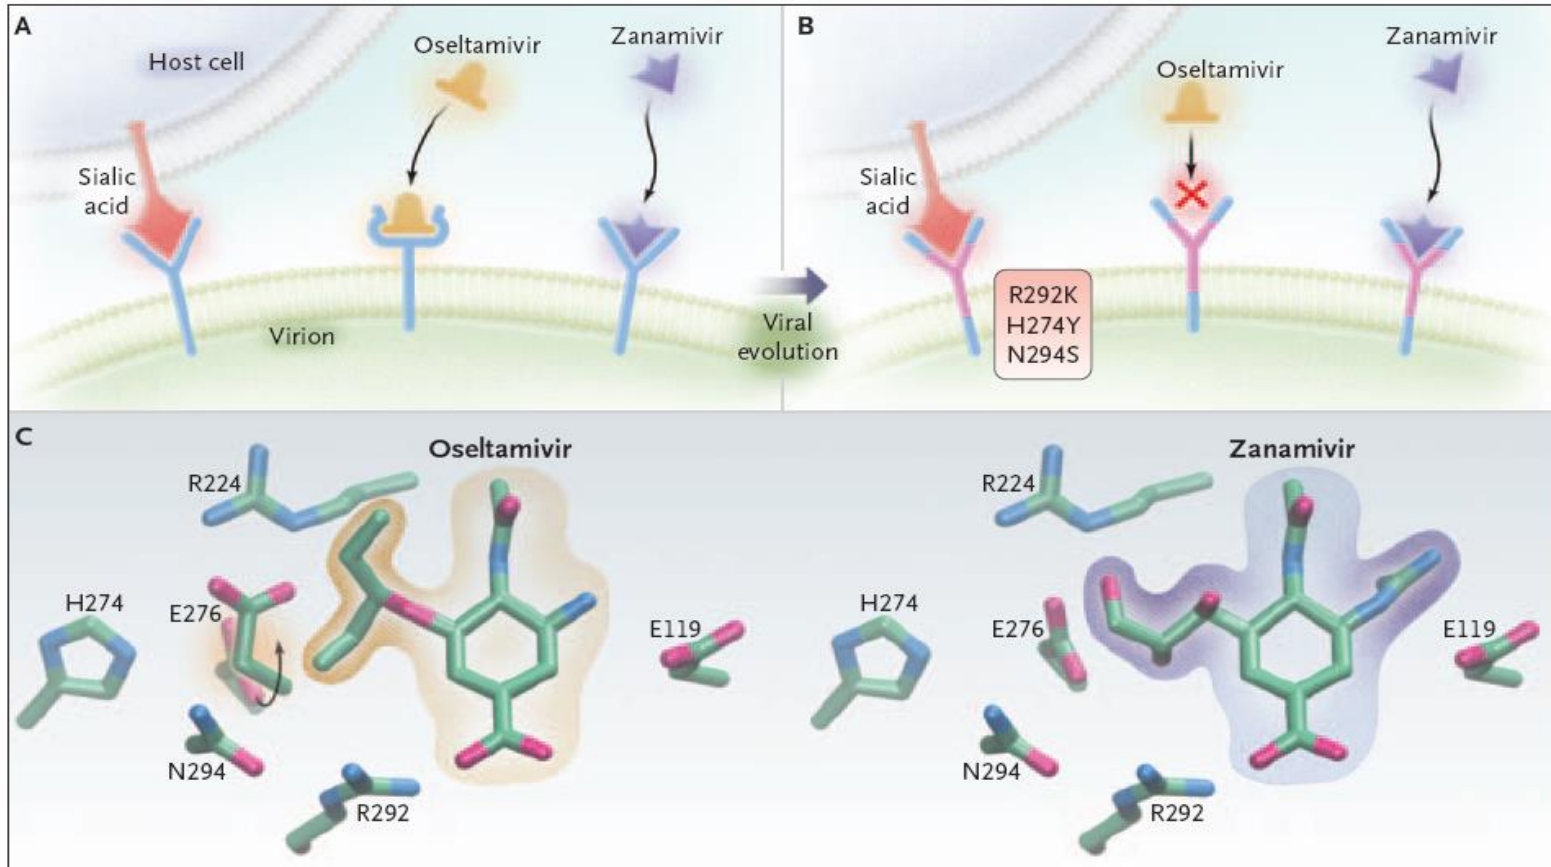 A
Host cell
Oseltamivir
Zanamivir
Sialic
acid
Virion
Viral
evolution
B
Oseltamivir
Zanamivir
Sialic
acid
R292K
H274Y
N294S
C
Oseltamivir
R224
H274
E276
E119
N294
R292
Zanamivir
R224
H274
E276
E119
N294
R292